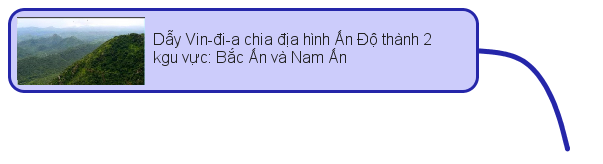 Dẫy Vin-đi-a chia địa hình Ấn Độ thành 2
kgu vực: Bắc Ấn và Nam Ấn